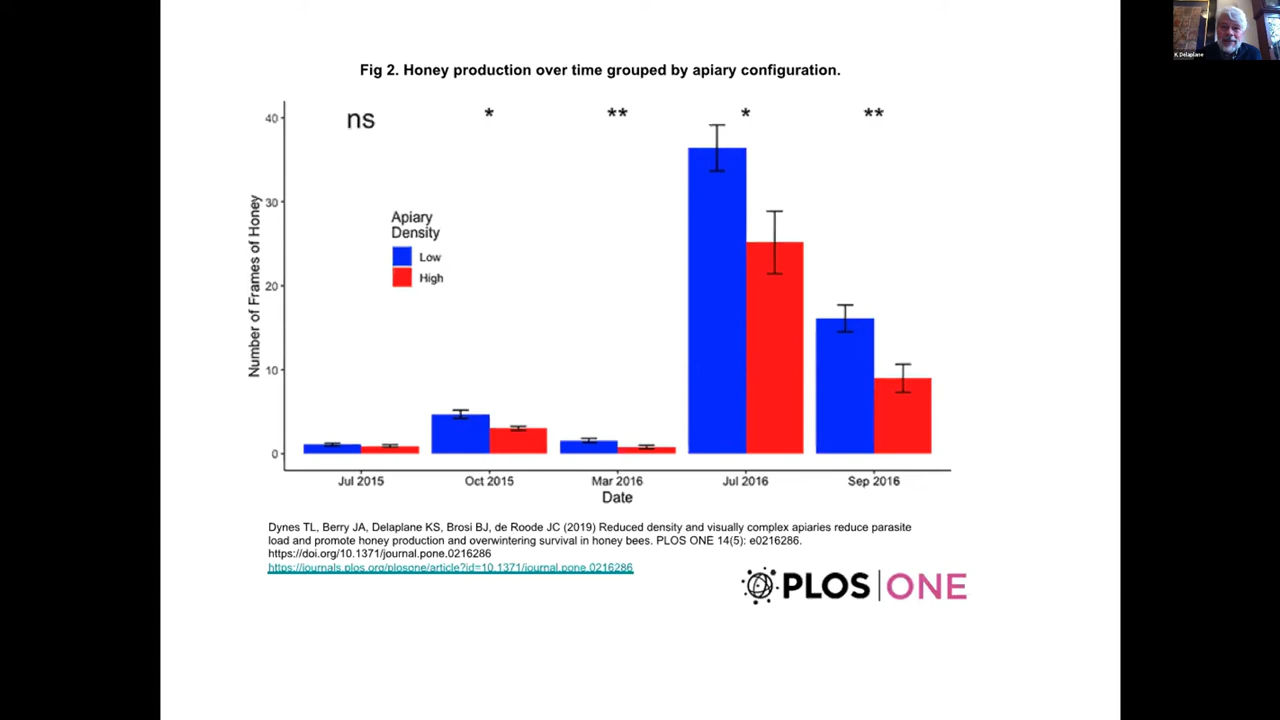 K Delaplane
Fig 2. Honey production over time grouped by apiary configuration.
ns
*
**
*
**
40
30
20
10
0
Number of Frames of Honey
Apiary
Density
Low
High
Jul 2015
Oct 2015
Mar 2016
Jul 2016
Sep 2016
Date
Dynes TL, Berry JA, Delaplane KS, Brosi BJ, de Roode JC (2019) Reduced density and visually complex apiaries reduce parasite
load and promote honey production and overwintering survival in honey bees. PLOS ONE 14(5): e0216286.
https://doi.org/10.1371/journal.pone.0216286
https://journals.plos.org/plosone/article?id=10.1371/journal.pone.0216286
PLOS | ONE